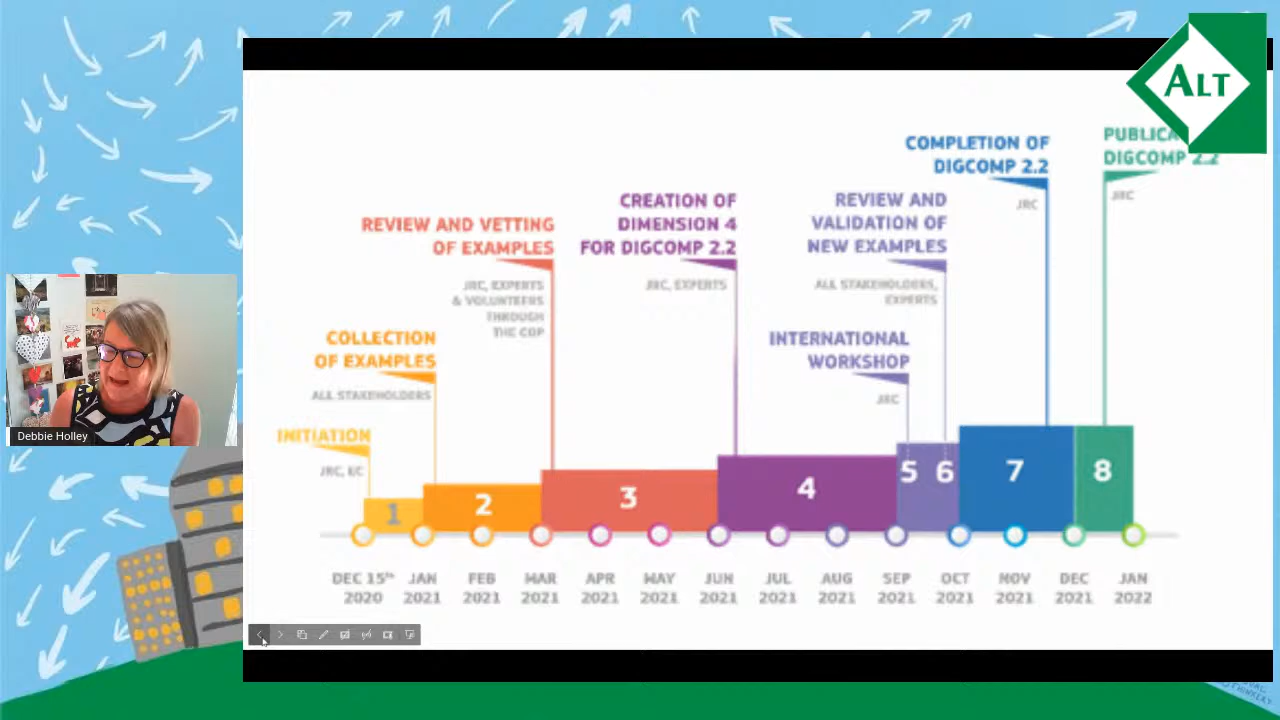 ALT
COMPLETION OF
DIGCOMP 2.2
JRC
PUBLICA
DIGCOMP 2.2
JRC
CREATION OF
DIMENSION 4
FOR DIGCOMP 2.2
JRC, EXPERTS
REVIEW AND
VALIDATION OF
NEW EXAMPLES
ALL STAKEHOLDERS,
EXPERTS
REVIEW AND VETTING
OF EXAMPLES
JRC, EXPERTS
& VOLUNTEERS
THROUGH
THE COP
COLLECTION
OF EXAMPLES
ALL STAKEHOLDERS
INTERNATIONAL
WORKSHOP
JRC
INITIATION
JRC, EC
1
2
3
4
5
6
7
8
DEC 15th
2020
JAN
2021
FEB
2021
MAR
2021
APR
2021
MAY
2021
JUN
2021
JUL
2021
AUG
2021
SEP
2021
OCT
2021
NOV
2021
DEC
2021
JAN
2022
Debbie Holley